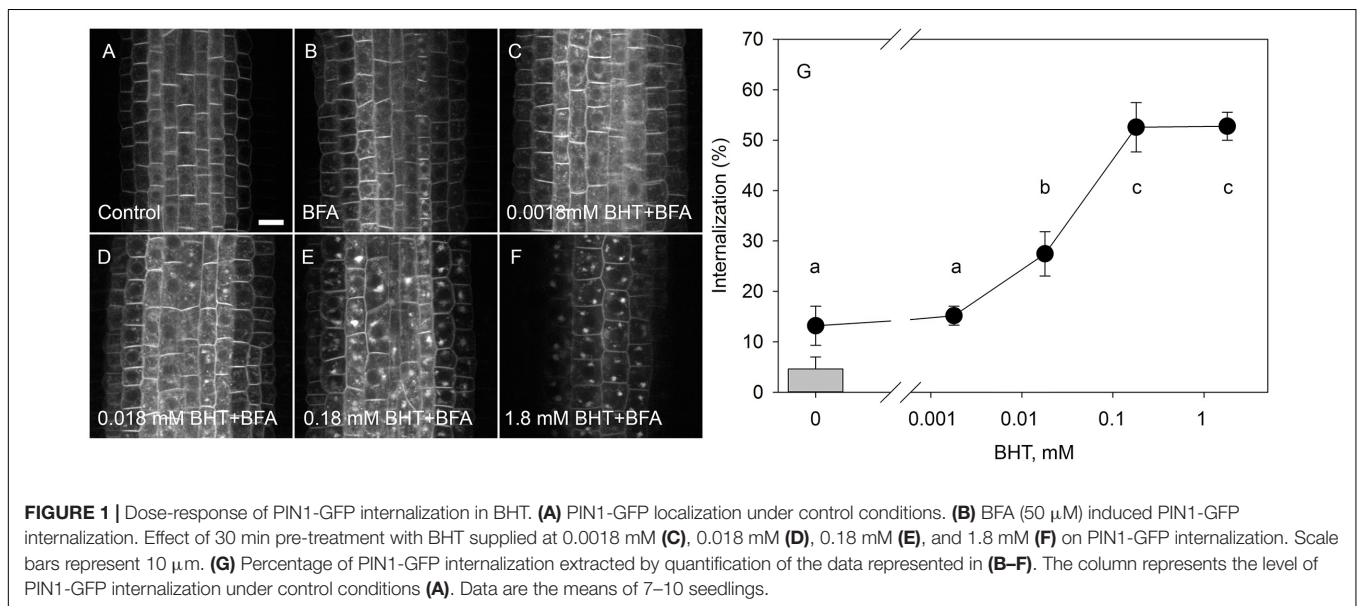 A
B
C
Control
BFA
0.0018mM BHT+BFA
D
E
F
0.018 mM BHT+BFA
0.18 mM BHT+BFA
1.8 mM BHT+BFA
G
Internalization (%)
70
60
50
40
30
20
10
0
a
a
b
c
c
0
0.001
0.01
0.1
1
BHT, mM
FIGURE 1 | Dose-response of PIN1-GFP internalization in BHT. (A) PIN1-GFP localization under control conditions. (B) BFA (50 μM) induced PIN1-GFP
internalization. Effect of 30 min pre-treatment with BHT supplied at 0.0018 mM (C), 0.018 mM (D), 0.18 mM (E), and 1.8 mM (F) on PIN1-GFP internalization. Scale
bars represent 10 μm. (G) Percentage of PIN1-GFP internalization extracted by quantification of the data represented in (B–F). The column represents the level of
PIN1-GFP internalization under control conditions (A). Data are the means of 7–10 seedlings.